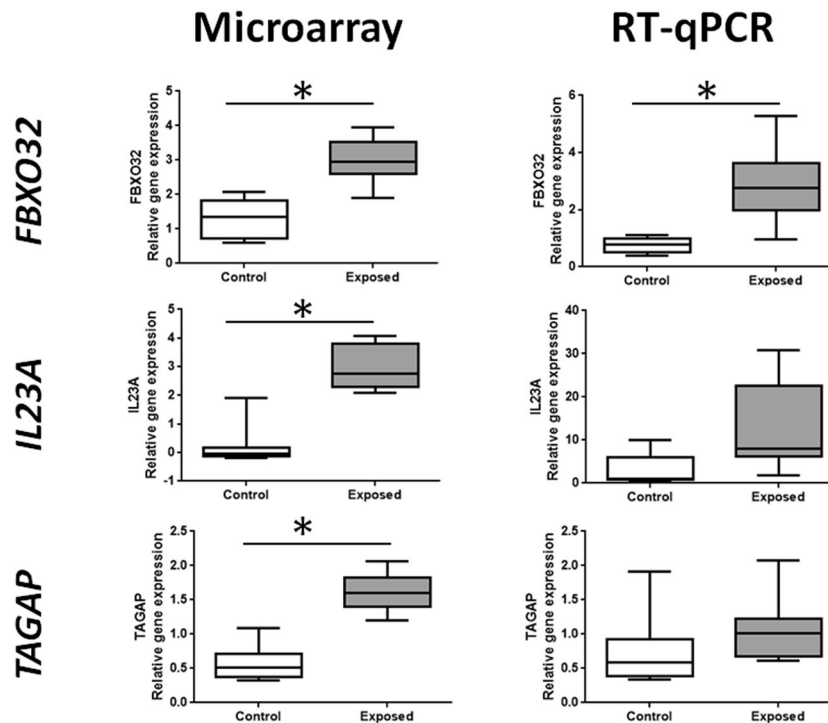 Microarray
RT-qPCR
FBXO32
FBXO32
Relative gene expression
5
4
3
2
1
0
*
Control
Exposed
FBXO32
Relative gene expression
6
4
2
0
*
Control
Exposed
IL23A
IL23A
Relative gene expression
5
4
3
2
1
0
-1
*
Control
Exposed
IL23A
Relative gene expression
40
30
20
10
0
Control
Exposed
TAGAP
TAGAP
Relative gene expression
2.5
2.0
1.5
1.0
0.5
0.0
*
Control
Exposed
TAGAP
Relative gene expression
2.5
2.0
1.5
1.0
0.5
0.0
Control
Exposed